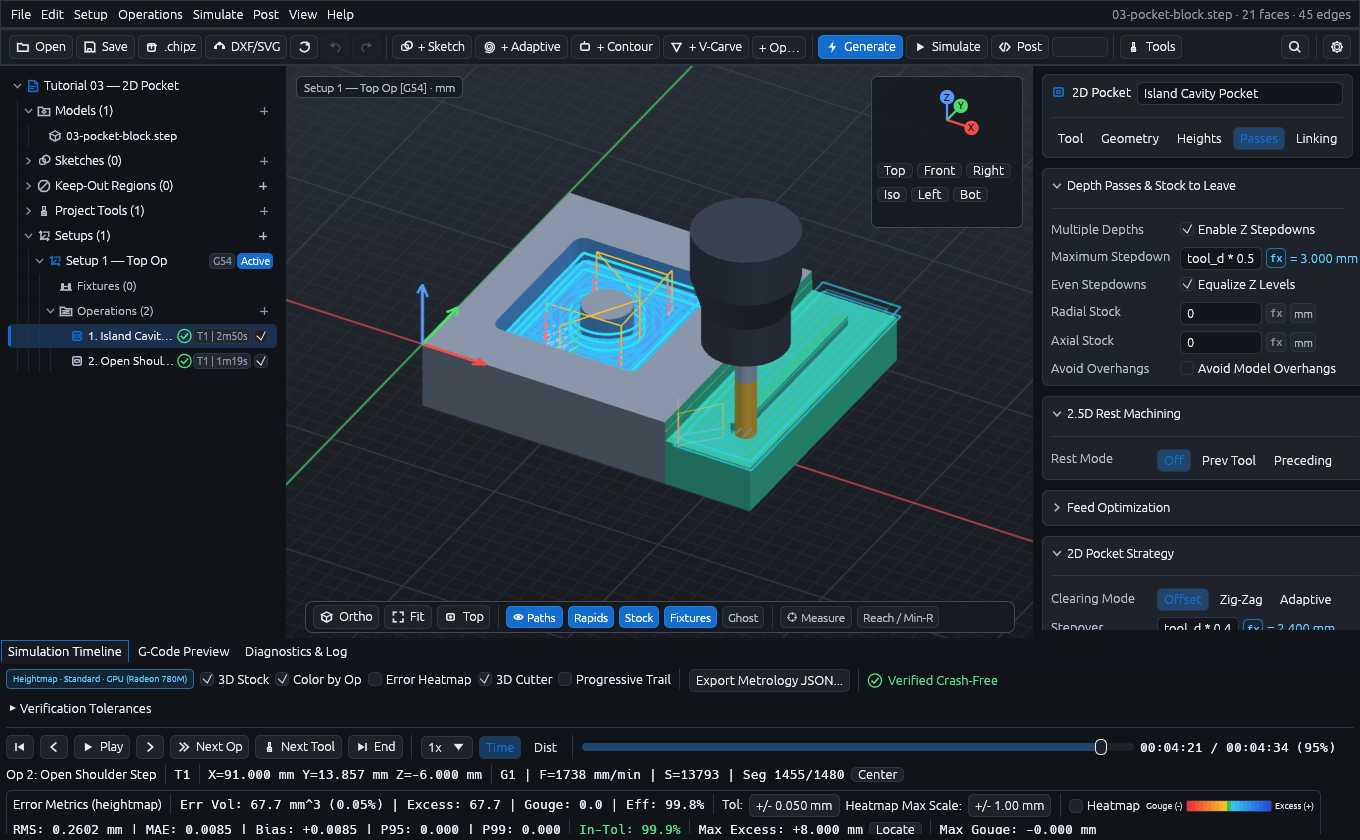 File Edit Setup Operations Simulate Post View Help
03-pocket-block.step · 21 faces · 45 edges
Open Save .chipz DXF/SVG + Sketch + Adaptive + Contour + V-Carve + Op... Generate Simulate Post Tools
Tutorial 03 — 2D Pocket
Models (1) +
03-pocket-block.step
Sketches (0) +
Keep-Out Regions (0) +
Project Tools (1) +
Setups (1) +
Setup 1 — Top Op G54 Active
Fixtures (0)
Operations (2) +
1. Island Cavit... T1 | 2m50s
2. Open Shoul... T1 | 1m19s
Setup 1 — Top Op [G54] · mm
Z
Y
X
Top Front Right
Iso Left Bot
Ortho Fit Top Paths Rapids Stock Fixtures Ghost Measure Reach / Min-R
2D Pocket Island Cavity Pocket
Tool Geometry Heights Passes Linking
Depth Passes & Stock to Leave
Multiple Depths Enable Z Stepdowns
Maximum Stepdown tool_d * 0.5 fx = 3.000 mm
Even Stepdowns Equalize Z Levels
Radial Stock 0 fx mm
Axial Stock 0 fx mm
Avoid Overhangs Avoid Model Overhangs
2.5D Rest Machining
Rest Mode Off Prev Tool Preceding
Feed Optimization
2D Pocket Strategy
Clearing Mode Offset Zig-Zag Adaptive
Stepover tool_d * 0.4 fx = 2.400 mm
Simulation Timeline G-Code Preview Diagnostics & Log
Heightmap · Standard · GPU (Radeon 780M) 3D Stock Color by Op Error Heatmap 3D Cutter Progressive Trail Export Metrology JSON... Verified Crash-Free
Verification Tolerances
Play Next Op Next Tool End 1x Time Dist 00:04:21 / 00:04:34 (95%)
Op 2: Open Shoulder Step T1 X=91.000 mm Y=13.857 mm Z=-6.000 mm G1 | F=1738 mm/min | S=13793 | Seg 1455/1480 Center
Error Metrics (heightmap) Err Vol: 67.7 mm^3 (0.05%) | Excess: 67.7 | Gouge: 0.0 | Eff: 99.8% Tol: +/- 0.050 mm Heatmap Max Scale: +/- 1.00 mm Heatmap Gouge (-) Excess (+)
RMS: 0.2602 mm | MAE: 0.0085 | Bias: +0.0085 | P95: 0.000 | P99: 0.000 In-Tol: 99.9% Max Excess: +8.000 mm Locate Max Gouge: -0.000 mm